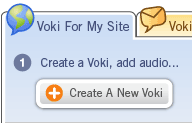 Voki For My Site
Voki
1 Create a Voki, add audio...
Create A New Voki